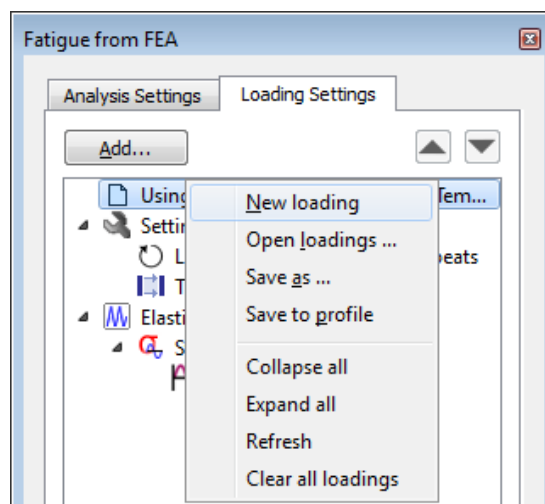 Fatigue from FEA
Analysis Settings
Loading Settings
Add...
Using Tem...
Settin
L peats
T
Elasti
S
New loading
Open loadings ...
Save as ...
Save to profile
Collapse all
Expand all
Refresh
Clear all loadings